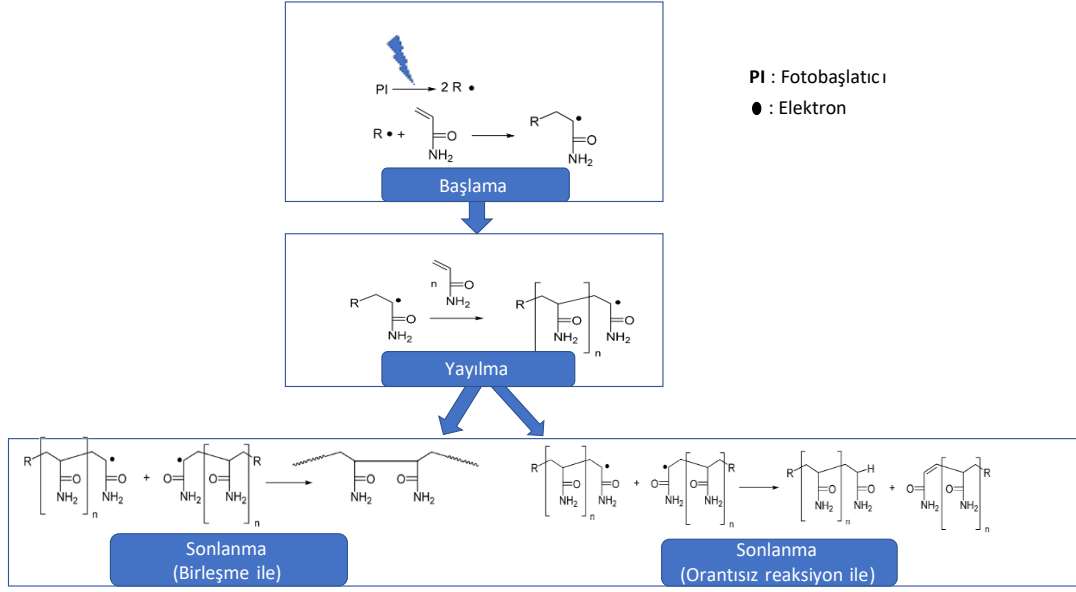 PI : Fotobaşlatıcı
● : Elektron
PI 2 R •
R • + O NH2 R • O NH2
Başlama
n O NH2
R • O NH2 R O NH2 n • O NH2
Yayılma
R O NH2 n • O NH2 + • O NH2 O NH2 n R O NH2 O NH2
R O NH2 n • O NH2 + • O NH2 O NH2 n R R O NH2 n H O NH2 + O NH2 O NH2 n R
Sonlanma
(Birleşme ile)
Sonlanma
(Orantısız reaksiyon ile)